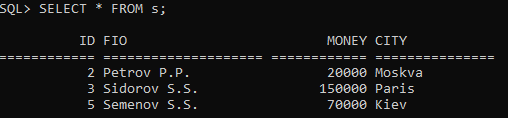 SQL> SELECT * FROM s;
ID FIO MONEY CITY
============ ==================== ============ ===============
2 Petrov P.P. 20000 Moskva
3 Sidorov S.S. 150000 Paris
5 Semenov S.S. 70000 Kiev